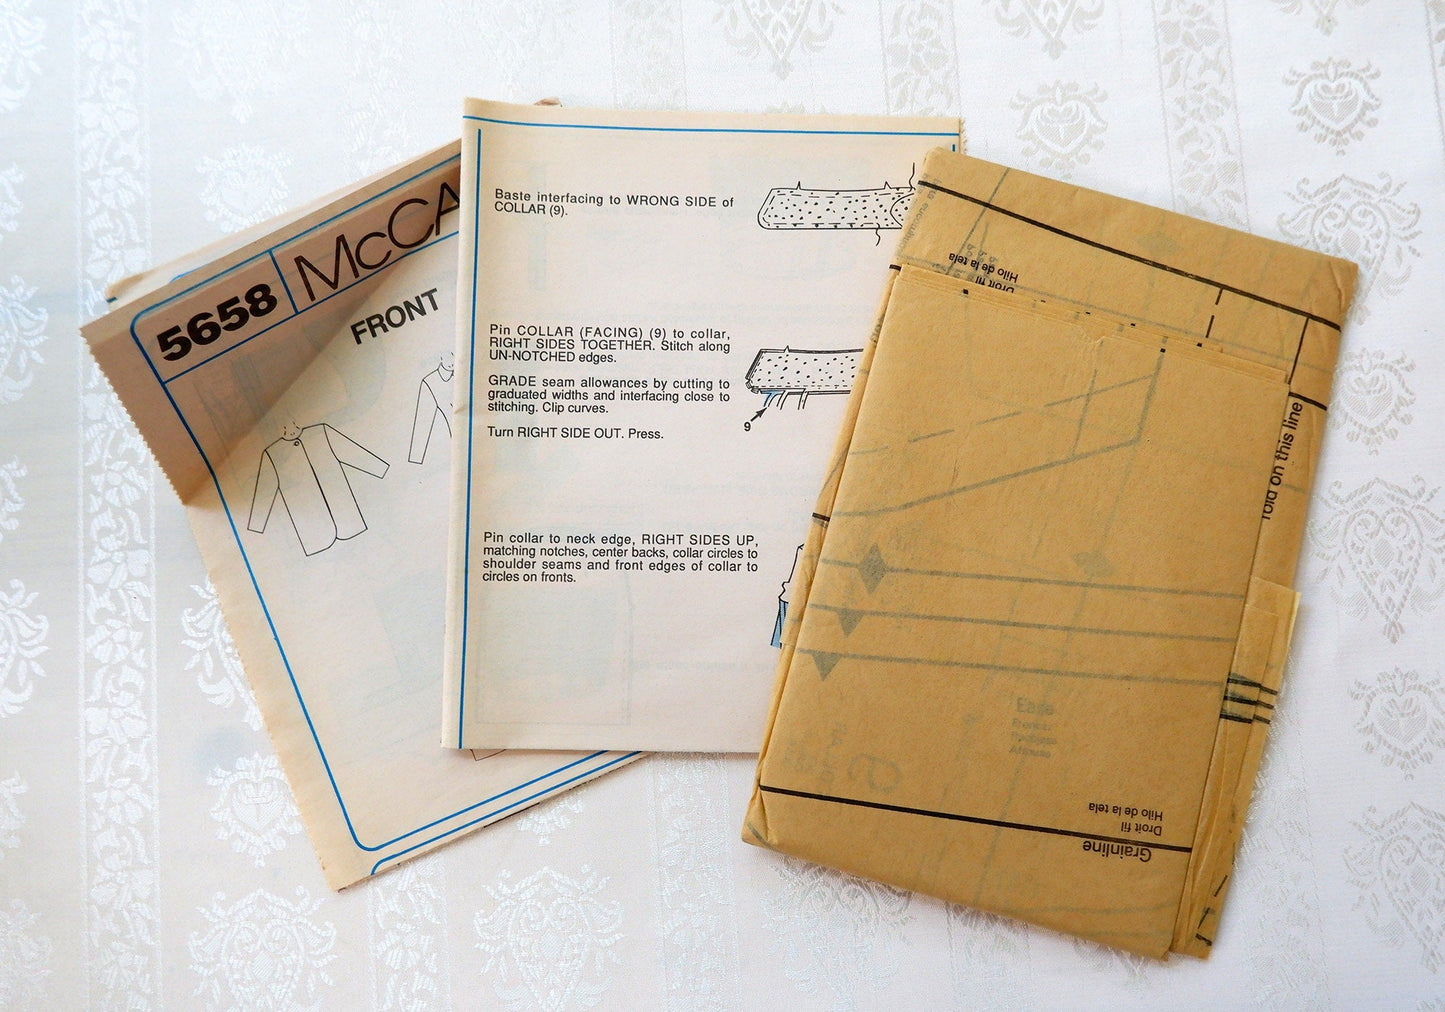 5658
McCA
FRONT
Baste interfacing to WRONG SIDE of
COLLAR (9).
Pin COLLAR (FACING) (9) to collar,
RIGHT SIDES TOGETHER. Stitch along
UN-NOTCHED edges.
GRADE seam allowances by cutting to
graduated widths and interfacing close to
stitching. Clip curves.
Turn RIGHT SIDE OUT. Press.
9
Pin collar to neck edge, RIGHT SIDES UP,
matching notches, center backs, collar circles to
shoulder seams and front edges of collar to
circles on fronts.
Hilo de la tela
Droit fil
fold on this line
Ease
Grainline
Droit fil
Hilo de la tela